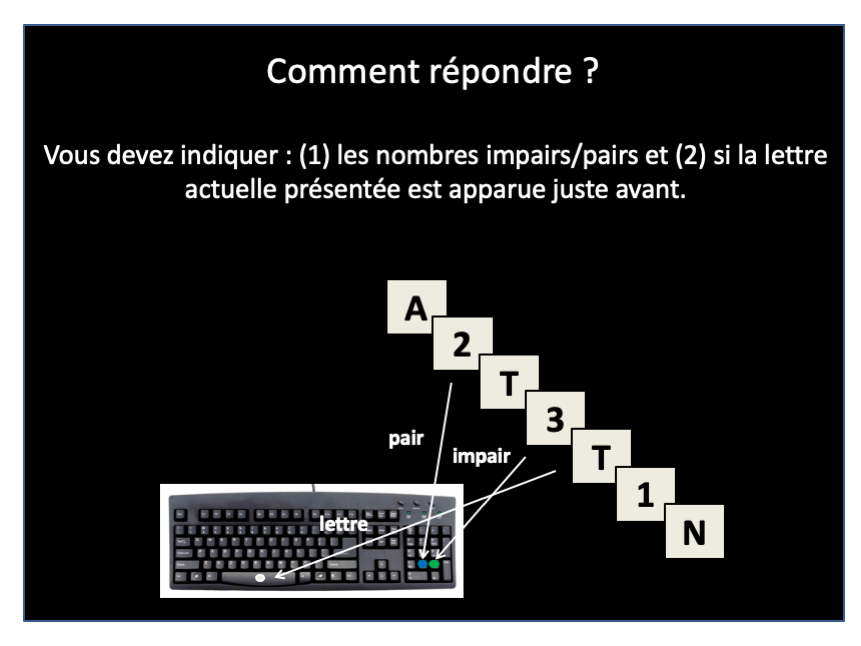 Comment répondre ?
Vous devez indiquer : (1) les nombres impairs/pairs et (2) si la lettre
actuelle présentée est apparue juste avant.
A
2
T
3
pair
impair
T
1
lettre
N